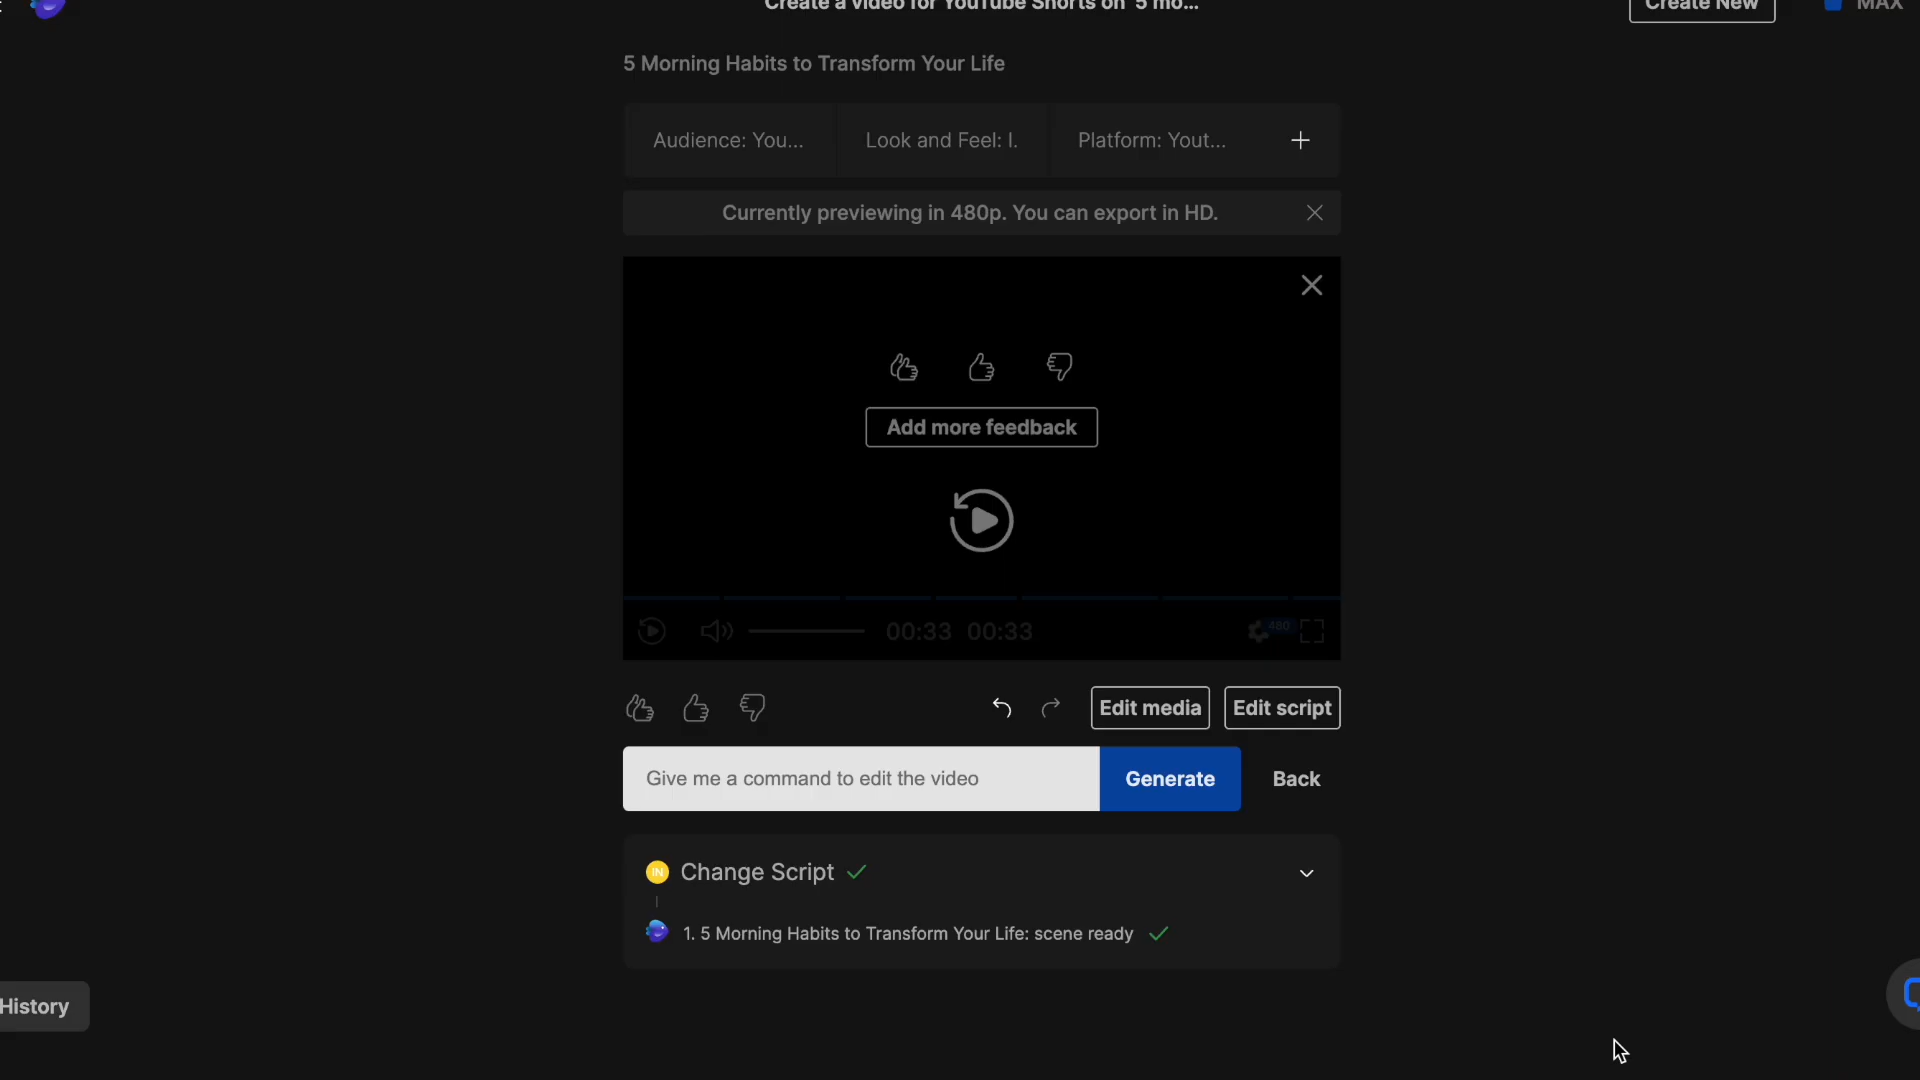 Create a video for YouTube Shorts on '5 mo...
Create New
MAX
5 Morning Habits to Transform Your Life
Audience: You...
Look and Feel: I.
Platform: Yout...
Currently previewing in 480p. You can export in HD.
Add more feedback
00:33 00:33
480
Edit media
Edit script
Give me a command to edit the video
Generate
Back
IN Change Script
1. 5 Morning Habits to Transform Your Life: scene ready
History